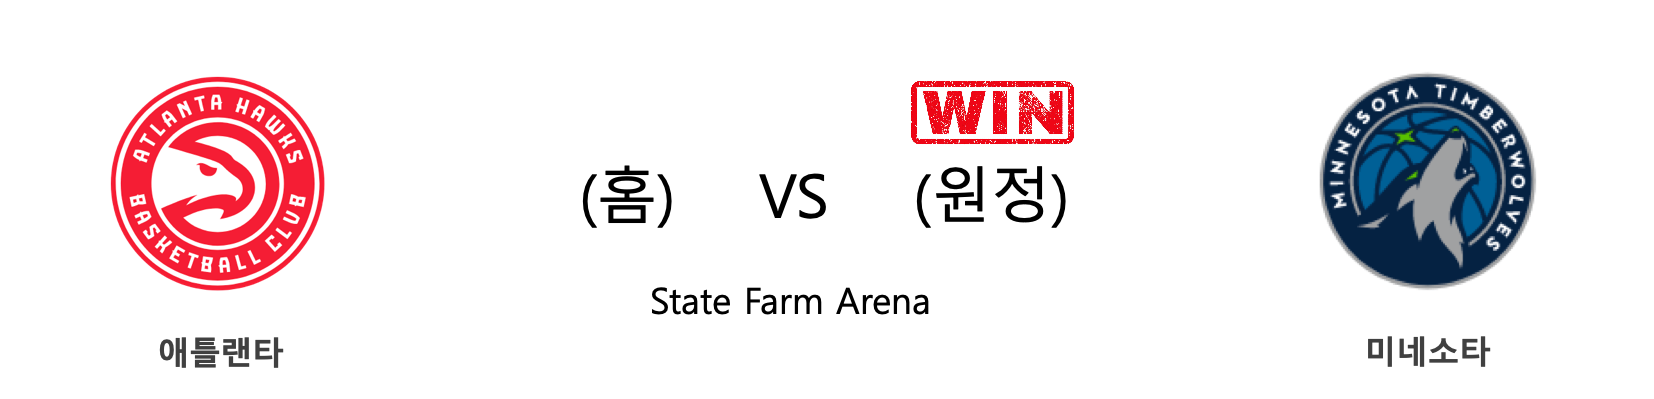 ATLANTA HAWKS
BASKETBALL CLUB
WIN
(홈) VS (원정)
State Farm Arena
MINNESOTA TIMBERWOLVES
애틀랜타
미네소타